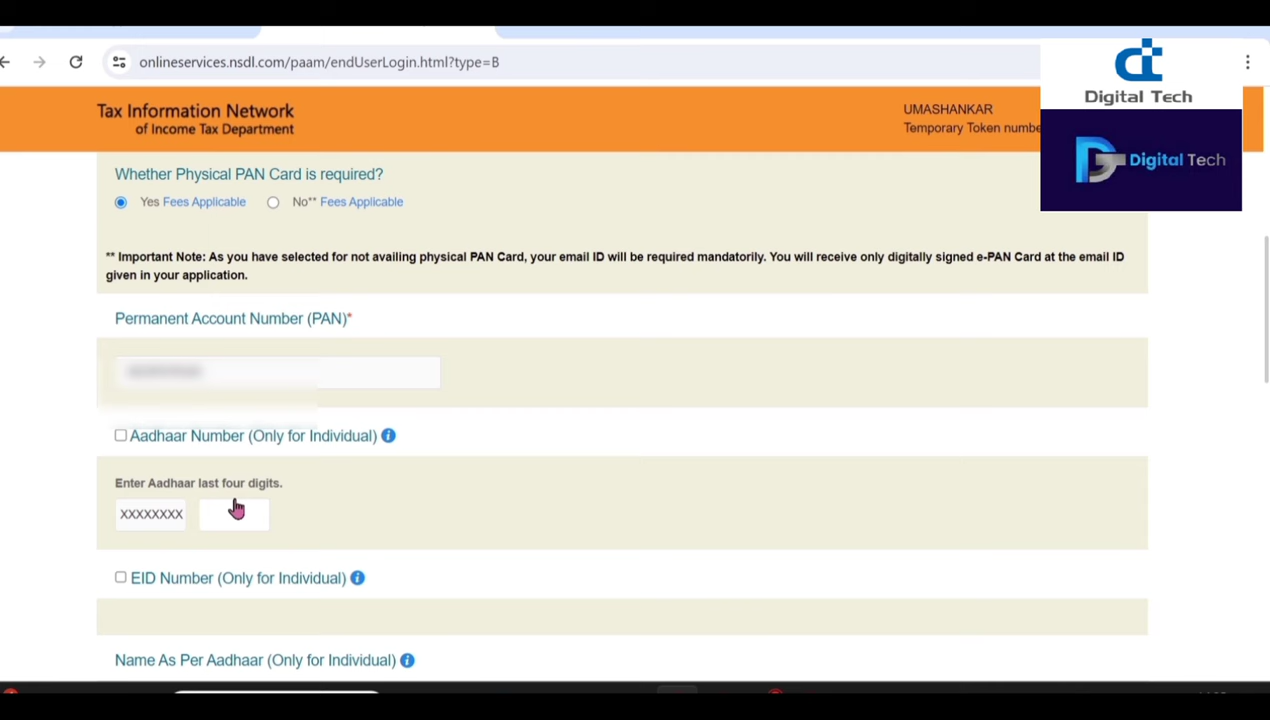 onlineservices.nsdl.com/paam/endUserLogin.html?type=B
Digital Tech
Tax Information Network
of Income Tax Department
UMASHANKAR
Temporary Token numbe
Digital Tech
Whether Physical PAN Card is required?
Yes Fees Applicable No** Fees Applicable
** Important Note: As you have selected for not availing physical PAN Card, your email ID will be required mandatorily. You will receive only digitally signed e-PAN Card at the email ID
given in your application.
Permanent Account Number (PAN)*
Aadhaar Number (Only for Individual)
Enter Aadhaar last four digits.
XXXXXXXX
EID Number (Only for Individual)
Name As Per Aadhaar (Only for Individual)